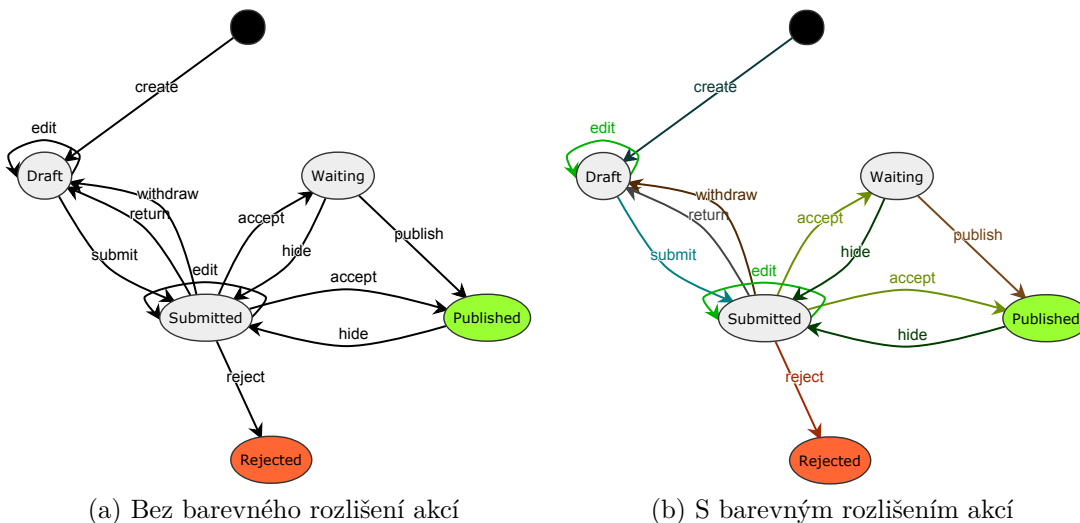 create
edit
Draft
Waiting
withdraw
return
accept
publish
submit
hide
edit
accept
Submitted
Published
hide
reject
Rejected
(a) Bez barevného rozlišení akcí
create
edit
Draft
Waiting
withdraw
return
accept
publish
submit
hide
edit
accept
Submitted
Published
hide
reject
Rejected
(b) S barevným rozlišením akcí